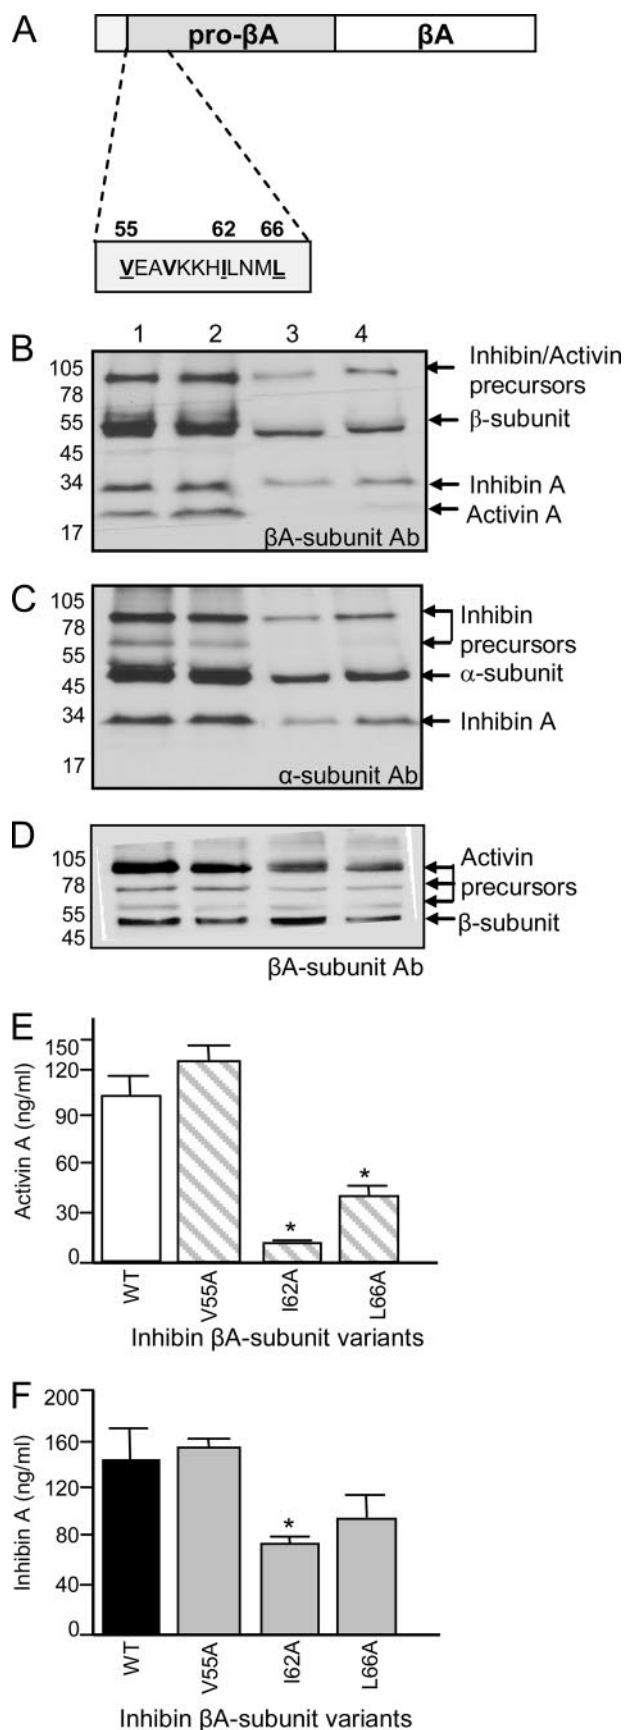 A
pro-βA βA
55 62 66
VEAVKKHILNML
1 2 3 4
B
105
78
55
45
34
17
Inhibin/Activin
precursors
β-subunit
Inhibin A
Activin A
βA-subunit Ab
C
105
78
55
45
34
17
Inhibin
precursors
α-subunit
Inhibin A
α-subunit Ab
D
105
78
55
45
Activin
precursors
β-subunit
βA-subunit Ab
E
Activin A (ng/ml)
150
120
90
60
30
0
* *
WT V55A I62A L66A
Inhibin βA-subunit variants
F
Inhibin A (ng/ml)
200
160
120
80
40
0
*
WT V55A I62A L66A
Inhibin βA-subunit variants